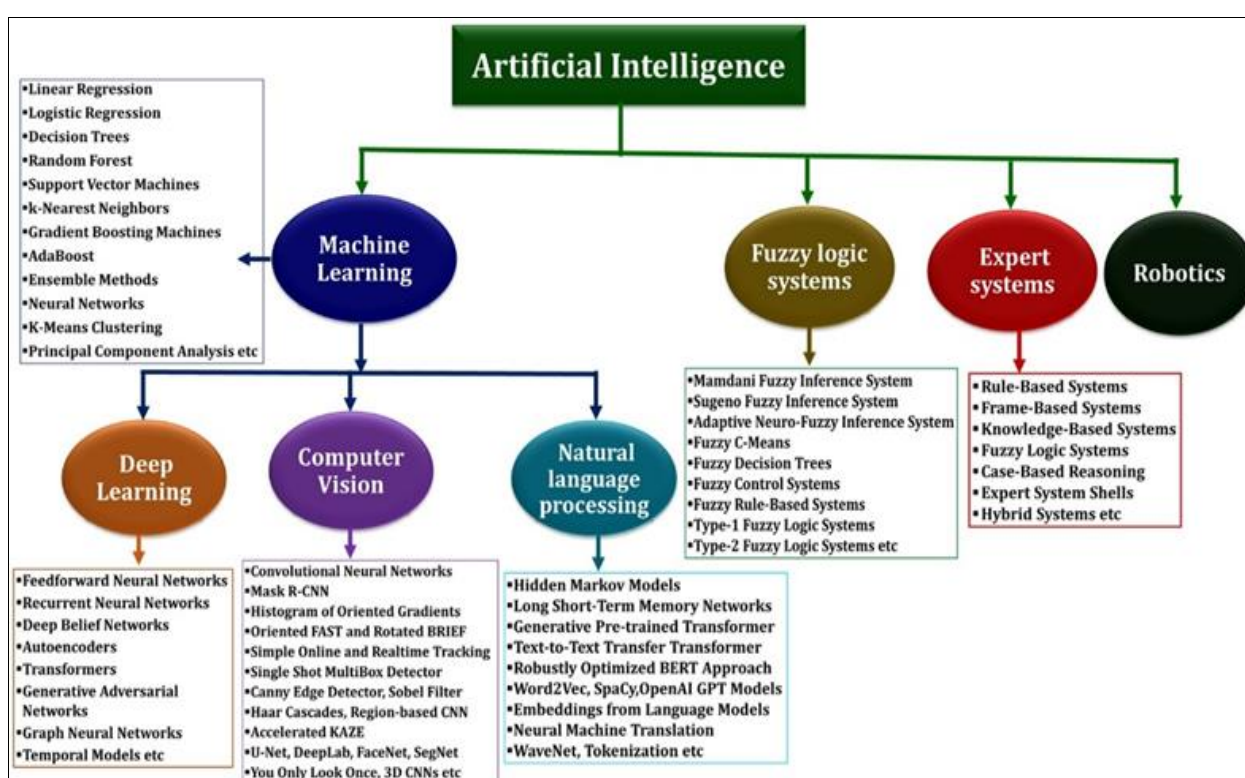 Artificial Intelligence
▪Linear Regression
▪Logistic Regression
▪Decision Trees
▪Random Forest
▪Support Vector Machines
▪k-Nearest Neighbors
▪Gradient Boosting Machines
▪AdaBoost
▪Ensemble Methods
▪Neural Networks
▪K-Means Clustering
▪Principal Component Analysis etc
Machine
Learning
Fuzzy logic
systems
Expert
systems
Robotics
▪Mamdani Fuzzy Inference System
▪Sugeno Fuzzy Inference System
▪Adaptive Neuro-Fuzzy Inference System
▪Fuzzy C-Means
▪Fuzzy Decision Trees
▪Fuzzy Control Systems
▪Fuzzy Rule-Based Systems
▪Type-1 Fuzzy Logic Systems
▪Type-2 Fuzzy Logic Systems etc
▪Rule-Based Systems
▪Frame-Based Systems
▪Knowledge-Based Systems
▪Fuzzy Logic Systems
▪Case-Based Reasoning
▪Expert System Shells
▪Hybrid Systems etc
Deep
Learning
Computer
Vision
Natural
language
processing
▪Feedforward Neural Networks
▪Recurrent Neural Networks
▪Deep Belief Networks
▪Autoencoders
▪Transformers
▪Generative Adversarial
Networks
▪Graph Neural Networks
▪Temporal Models etc
▪Convolutional Neural Networks
▪Mask R-CNN
▪Histogram of Oriented Gradients
▪Oriented FAST and Rotated BRIEF
▪Simple Online and Realtime Tracking
▪Single Shot MultiBox Detector
▪Canny Edge Detector, Sobel Filter
▪Haar Cascades, Region-based CNN
▪Accelerated KAZE
▪U-Net, DeepLab, FaceNet, SegNet
▪You Only Look Once, 3D CNNs etc
▪Hidden Markov Models
▪Long Short-Term Memory Networks
▪Generative Pre-trained Transformer
▪Text-to-Text Transfer Transformer
▪Robustly Optimized BERT Approach
▪Word2Vec, SpaCy,OpenAI GPT Models
▪Embeddings from Language Models
▪Neural Machine Translation
▪WaveNet, Tokenization etc